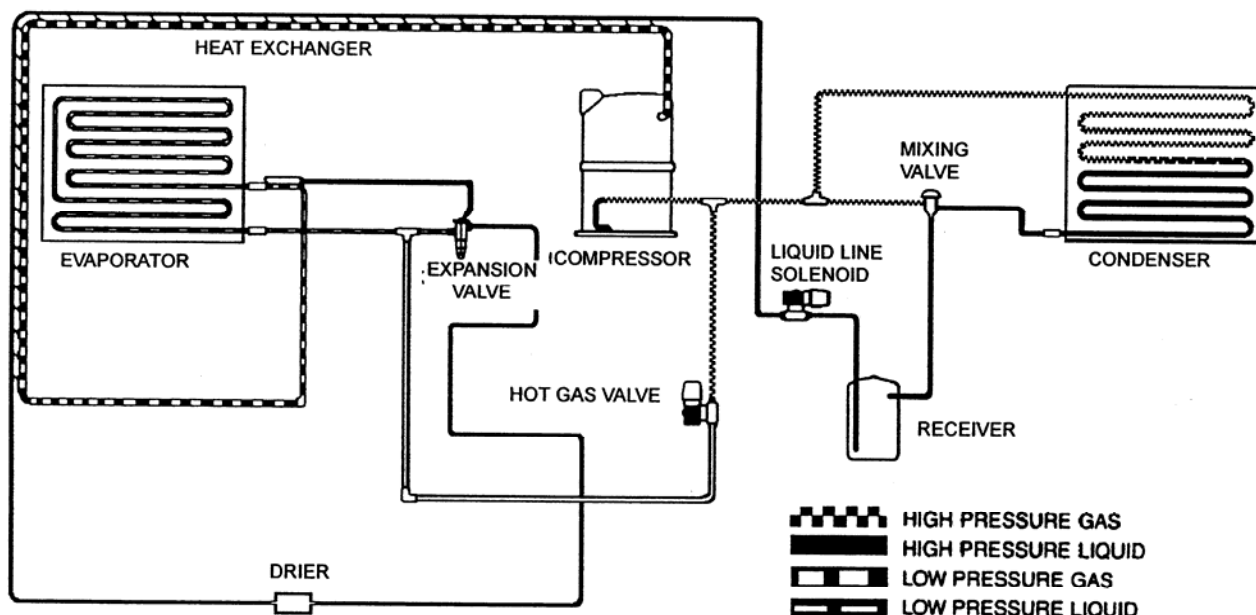 HEAT EXCHANGER
EVAPORATOR
EXPANSION
VALVE
COMPRESSOR
MIXING
VALVE
LIQUID LINE
SOLENOID
CONDENSER
HOT GAS VALVE
RECEIVER
DRIER
HIGH PRESSURE GAS
HIGH PRESSURE LIQUID
LOW PRESSURE GAS
LOW PRESSURE LIQUID